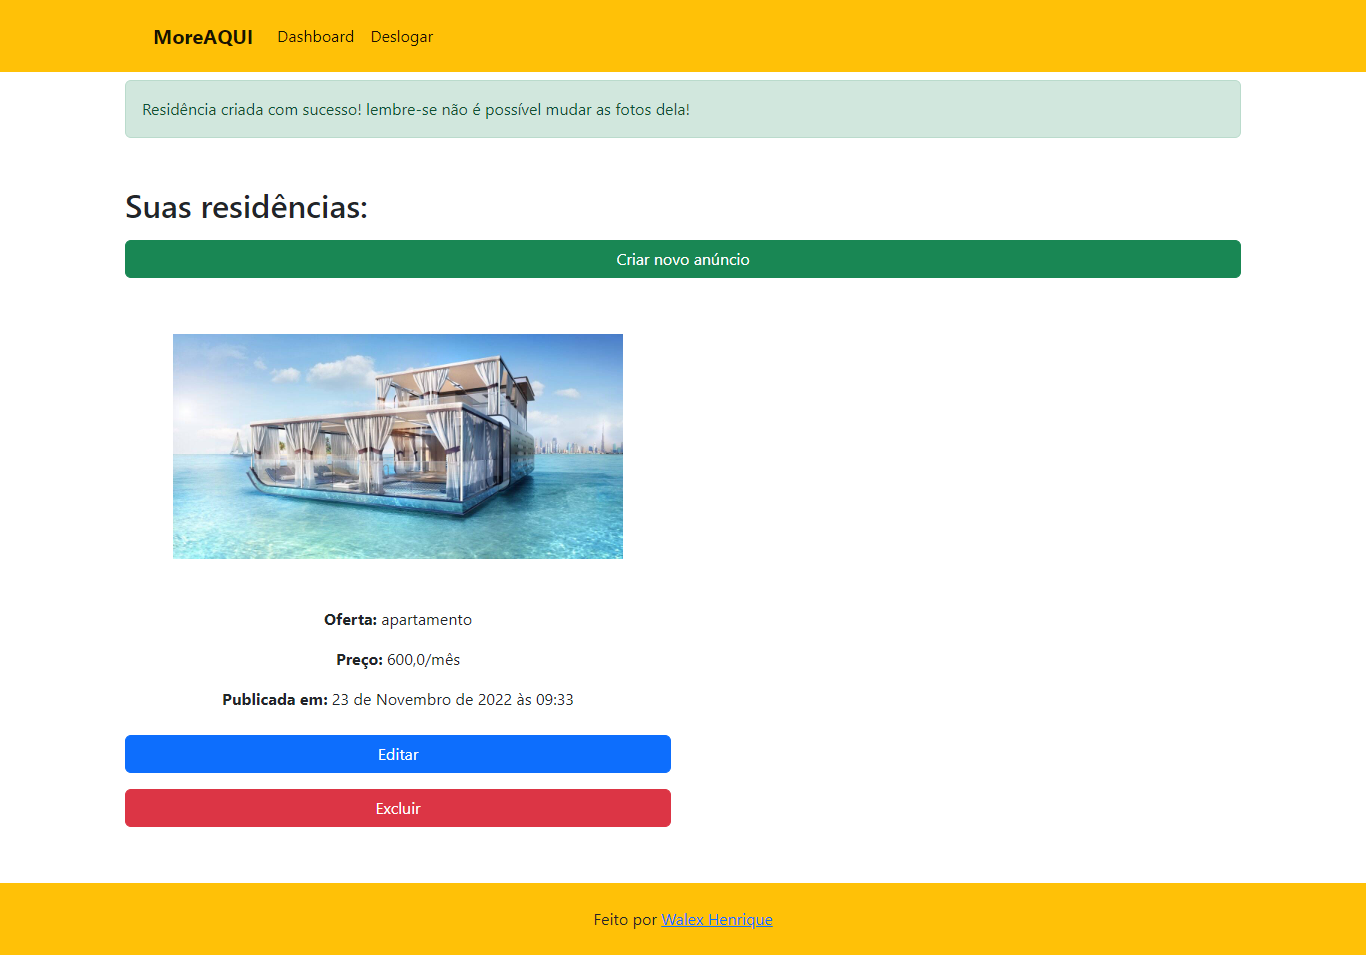 MoreAQUI Dashboard Deslogar
Residência criada com sucesso! lembre-se não é possível mudar as fotos dela!
Suas residências:
Criar novo anúncio
Oferta: apartamento
Preço: 600,0/mês
Publicada em: 23 de Novembro de 2022 às 09:33
Editar
Excluir
Feito por Walex Henrique